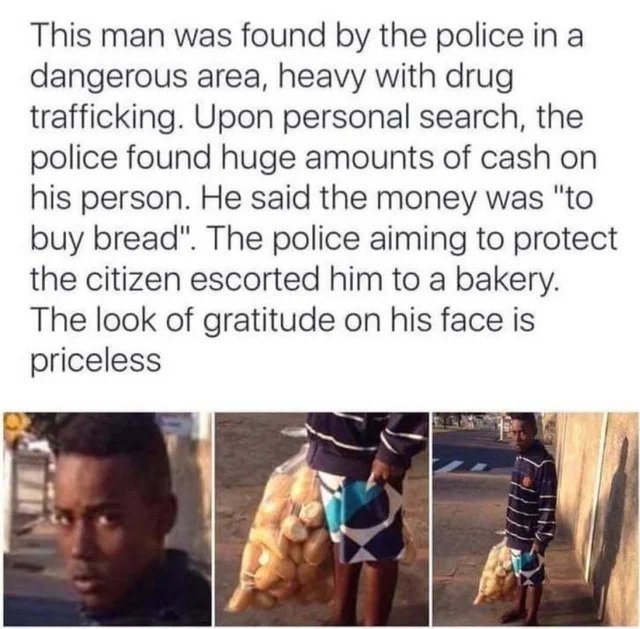 This man was found by the police in a
dangerous area, heavy with drug
trafficking. Upon personal search, the
police found huge amounts of cash on
his person. He said the money was "to
buy bread". The police aiming to protect
the citizen escorted him to a bakery.
The look of gratitude on his face is
priceless